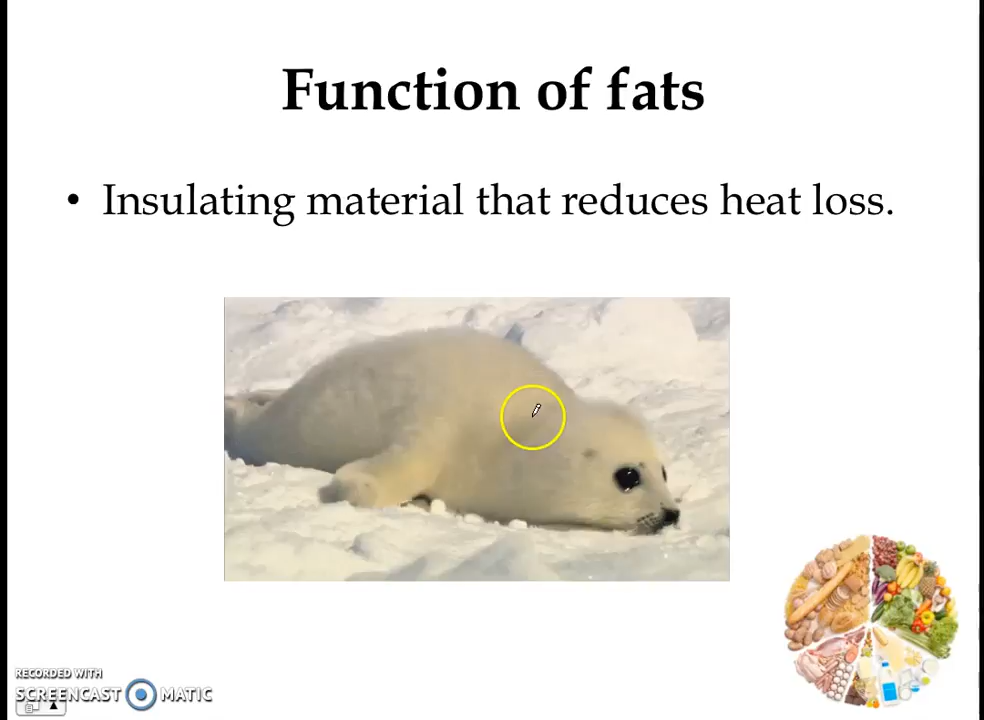 Function of fats
• Insulating material that reduces heat loss.
RECORDED WITH
SCREENCAST MATIC